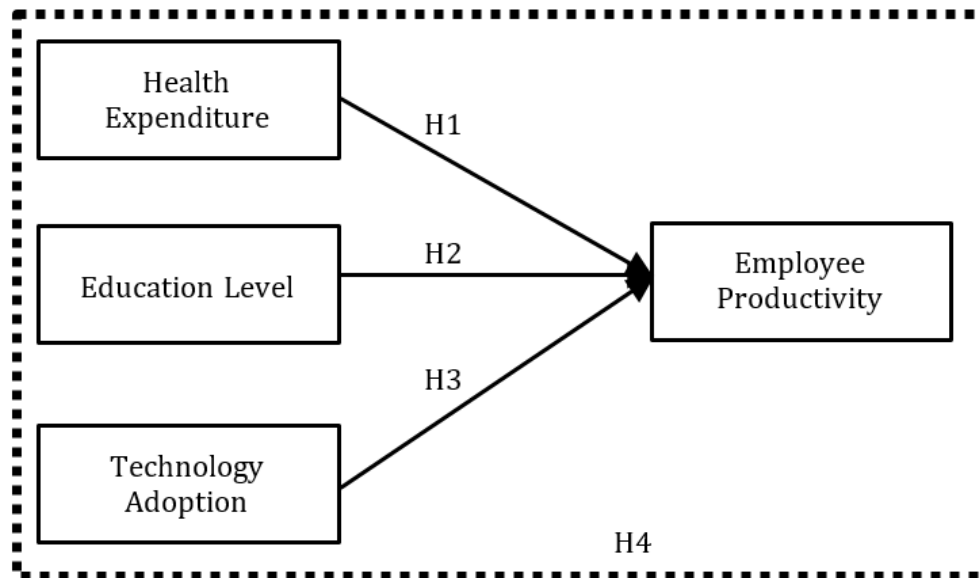 Health
Expenditure
H1
Education Level
H2
Employee
Productivity
H3
Technology
Adoption
H4